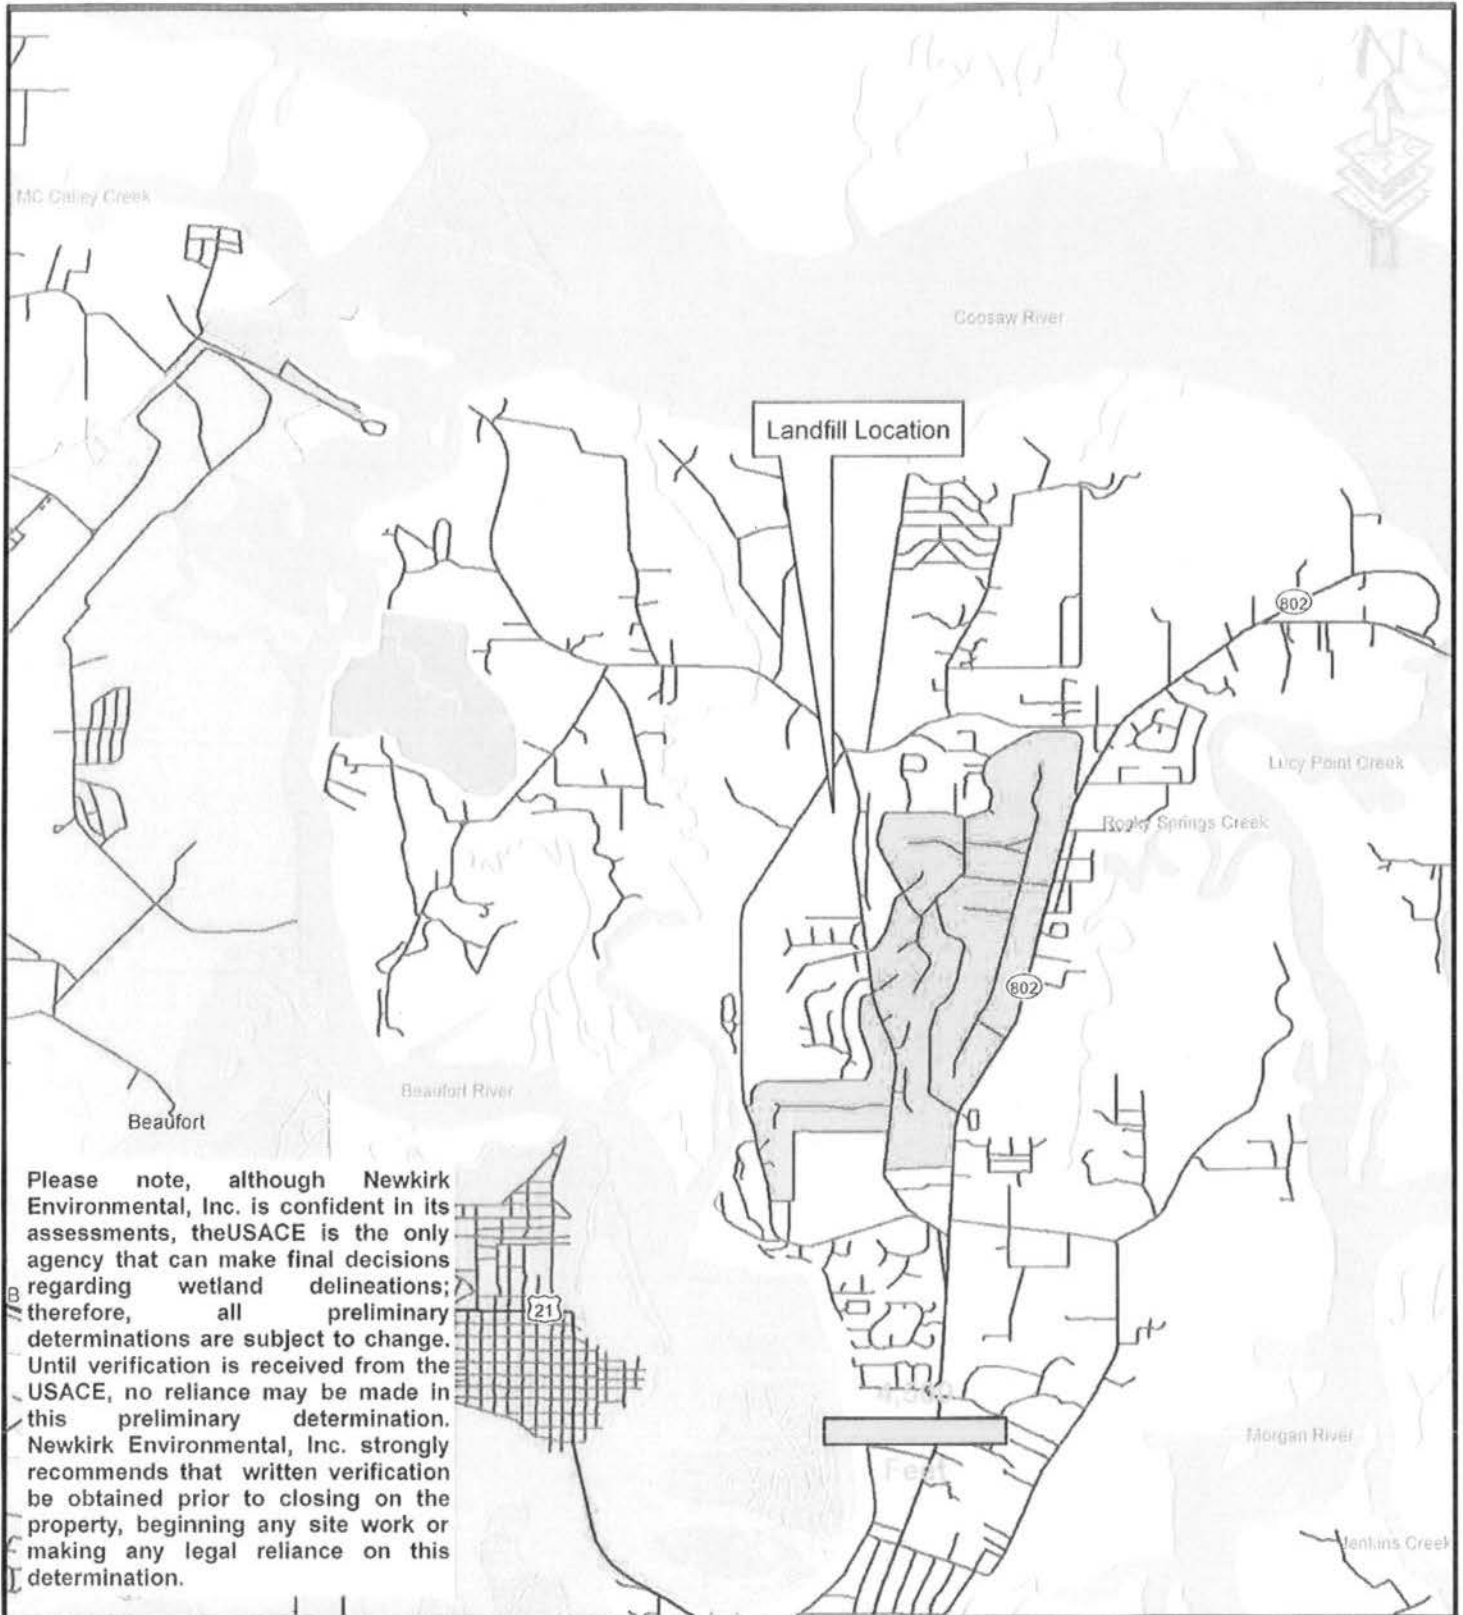 N
MC Calley Creek
Coosaw River
Landfill Location
802
Lucy Point Creek
Rocky Springs Creek
802
Beaufort River
Beaufort
Please note, although Newkirk
Environmental, Inc. is confident in its
assessments, theUSACE is the only
agency that can make final decisions
regarding wetland delineations;
therefore, all preliminary
determinations are subject to change.
Until verification is received from the
USACE, no reliance may be made in
this preliminary determination.
Newkirk Environmental, Inc. strongly
recommends that written verification
be obtained prior to closing on the
property, beginning any site work or
making any legal reliance on this
determination.
B
21
Feet
Morgan River
Jenkins Creek